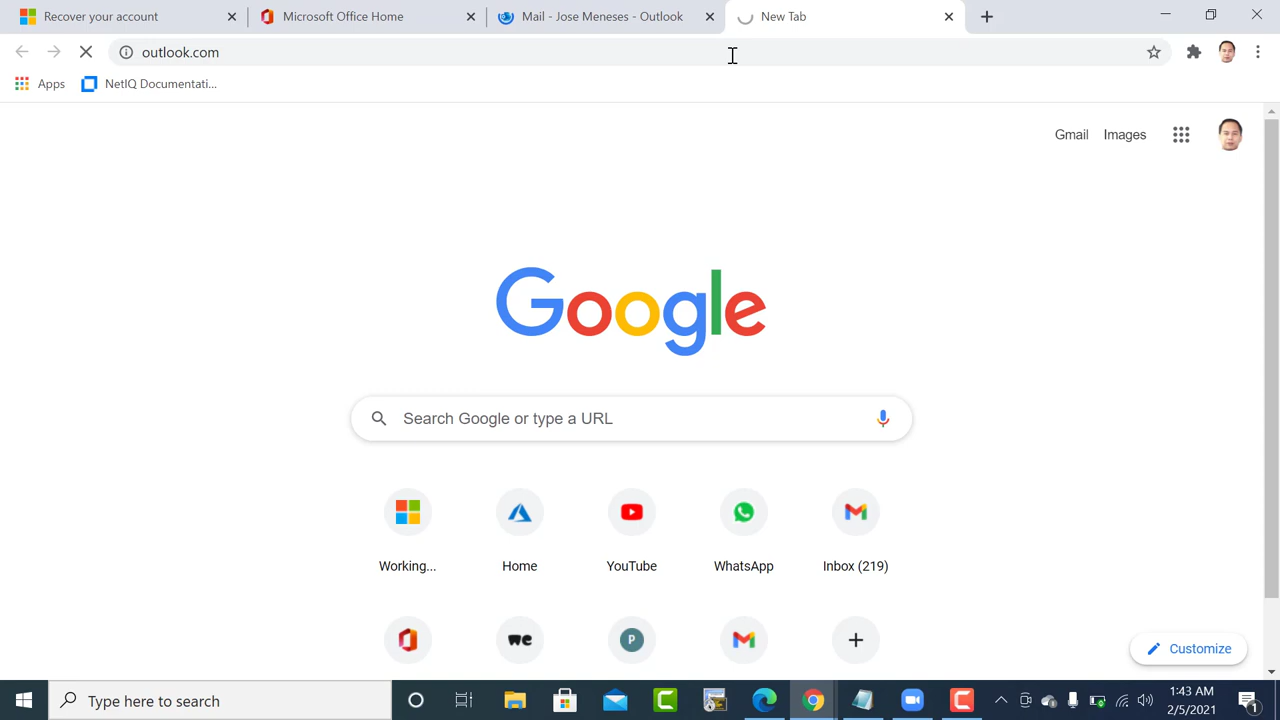 Recover your account
Microsoft Office Home
Mail - Jose Meneses - Outlook
New Tab
outlook.com
Apps
NetIQ Documentati...
Gmail
Images
Google
Search Google or type a URL
Working...
Home
YouTube
WhatsApp
Inbox (219)
we
P
Customize
Type here to search
1:43 AM
2/5/2021
1